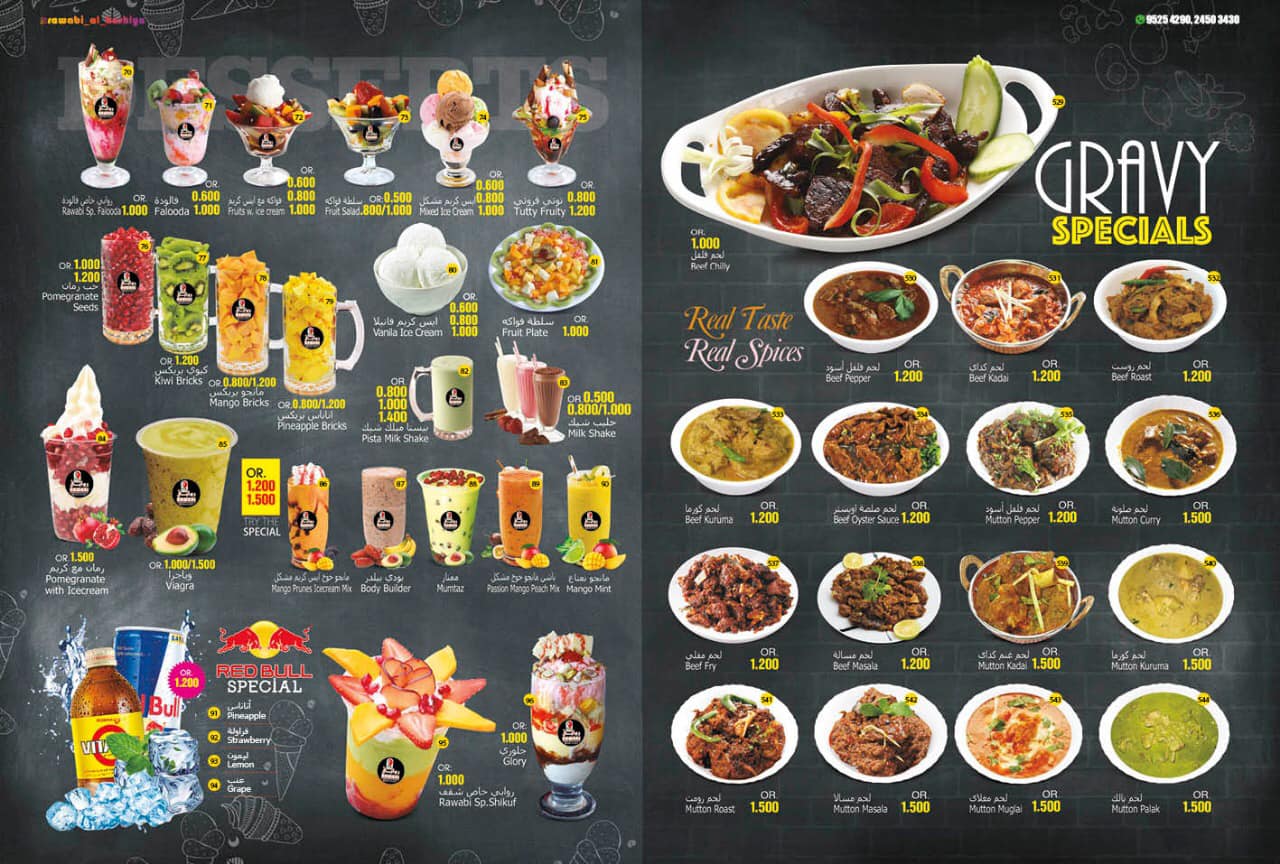 @rawabi_al_bashiya
DESSERTS
70
OR.
روابي خاص فالودة
Rawabi Sp. Falooda 1.000
71
OR.
0.600
فالودة
Falooda 1.000
72
OR.
0.600
0.800
فواكه مع ايس كريم
Fruits w. ice cream 1.000
73
OR. 0.500
سلطة فواكه
Fruit Salad .800/1.000
74
OR.
0.600
0.800
ايس كريم مشكل
Mixed Ice Cream 1.000
75
OR.
0.800
توتي فروتي
Tutty Fruity 1.200
76
OR. 1.000
1.200
حب رمان
Pomegranate
Seeds
77
OR. 1.200
كيوي بريكس
Kiwi Bricks
78
OR. 0.800/1.200
مانجو بريكس
Mango Bricks
79
OR. 0.800/1.200
اناناس بريكس
Pineapple Bricks
80
OR.
0.600
0.800
1.000
ايس كريم فانيلا
Vanila Ice Cream
81
OR.
سلطة فواكه
Fruit Plate 1.000
82
OR.
0.800
1.000
1.400
بيستا ميلك شيك
Pista Milk Shake
83
OR 0.500
0.800/1.000
حليب شيك
Milk Shake
84
OR. 1.500
رمان مع كريم
Pomegranate
with Icecream
85
OR. 1.000/1.500
وياجرا
Viagra
OR.
1.200
1.500
TRY THE
SPECIAL
86
مانجو خوخ ايس كريم مشكل
Mango Prunes Icecream Mix
87
بودي بيلدر
Body Builder
88
ممتاز
Mumtaz
89
باشن مانجو خوخ مشكل
Passion Mango Peach Mix
90
مانجو نعناع
Mango Mint
RED BULL
SPECIAL
OR.
1.200
91 أناناس
Pineapple
92 فراولة
Strawberry
93 ليمون
Lemon
94 عنب
Grape
95
OR.
1.000
روابي خاص شقف
Rawabi Sp.Shikuf
96
OR.
1.000
جلوري
Glory
9525 4290, 2450 3430
GRAVY
SPECIALS
529
OR.
1.000
لحم فلفل
Beef Chilly
Real Taste
Real Spices
530
OR.
لحم فلفل أسود
Beef Pepper 1.200
531
OR.
لحم كداي
Beef Kadai 1.200
532
OR.
لحم روست
Beef Roast 1.200
533
OR.
لحم كورما
Beef Kuruma 1.200
534
OR.
لحم صلصة اويستر
Beef Oyster Sauce 1.200
535
OR.
لحم فلفل أسود
Mutton Pepper 1.200
536
OR.
لحم صلونة
Mutton Curry 1.500
537
OR.
لحم مقلي
Beef Fry 1.200
538
OR.
لحم مسالة
Beef Masala 1.200
539
OR.
لحم غنم كداي
Mutton Kadai 1.500
540
OR.
لحم كورما
Mutton Kuruma 1.500
541
OR.
لحم رومت
Mutton Roast 1.500
542
OR.
لحم مسالا
Mutton Masala 1.500
543
OR.
لحم مغلاي
Mutton Muglai 1.500
544
OR.
لحم بالك
Mutton Palak 1.500